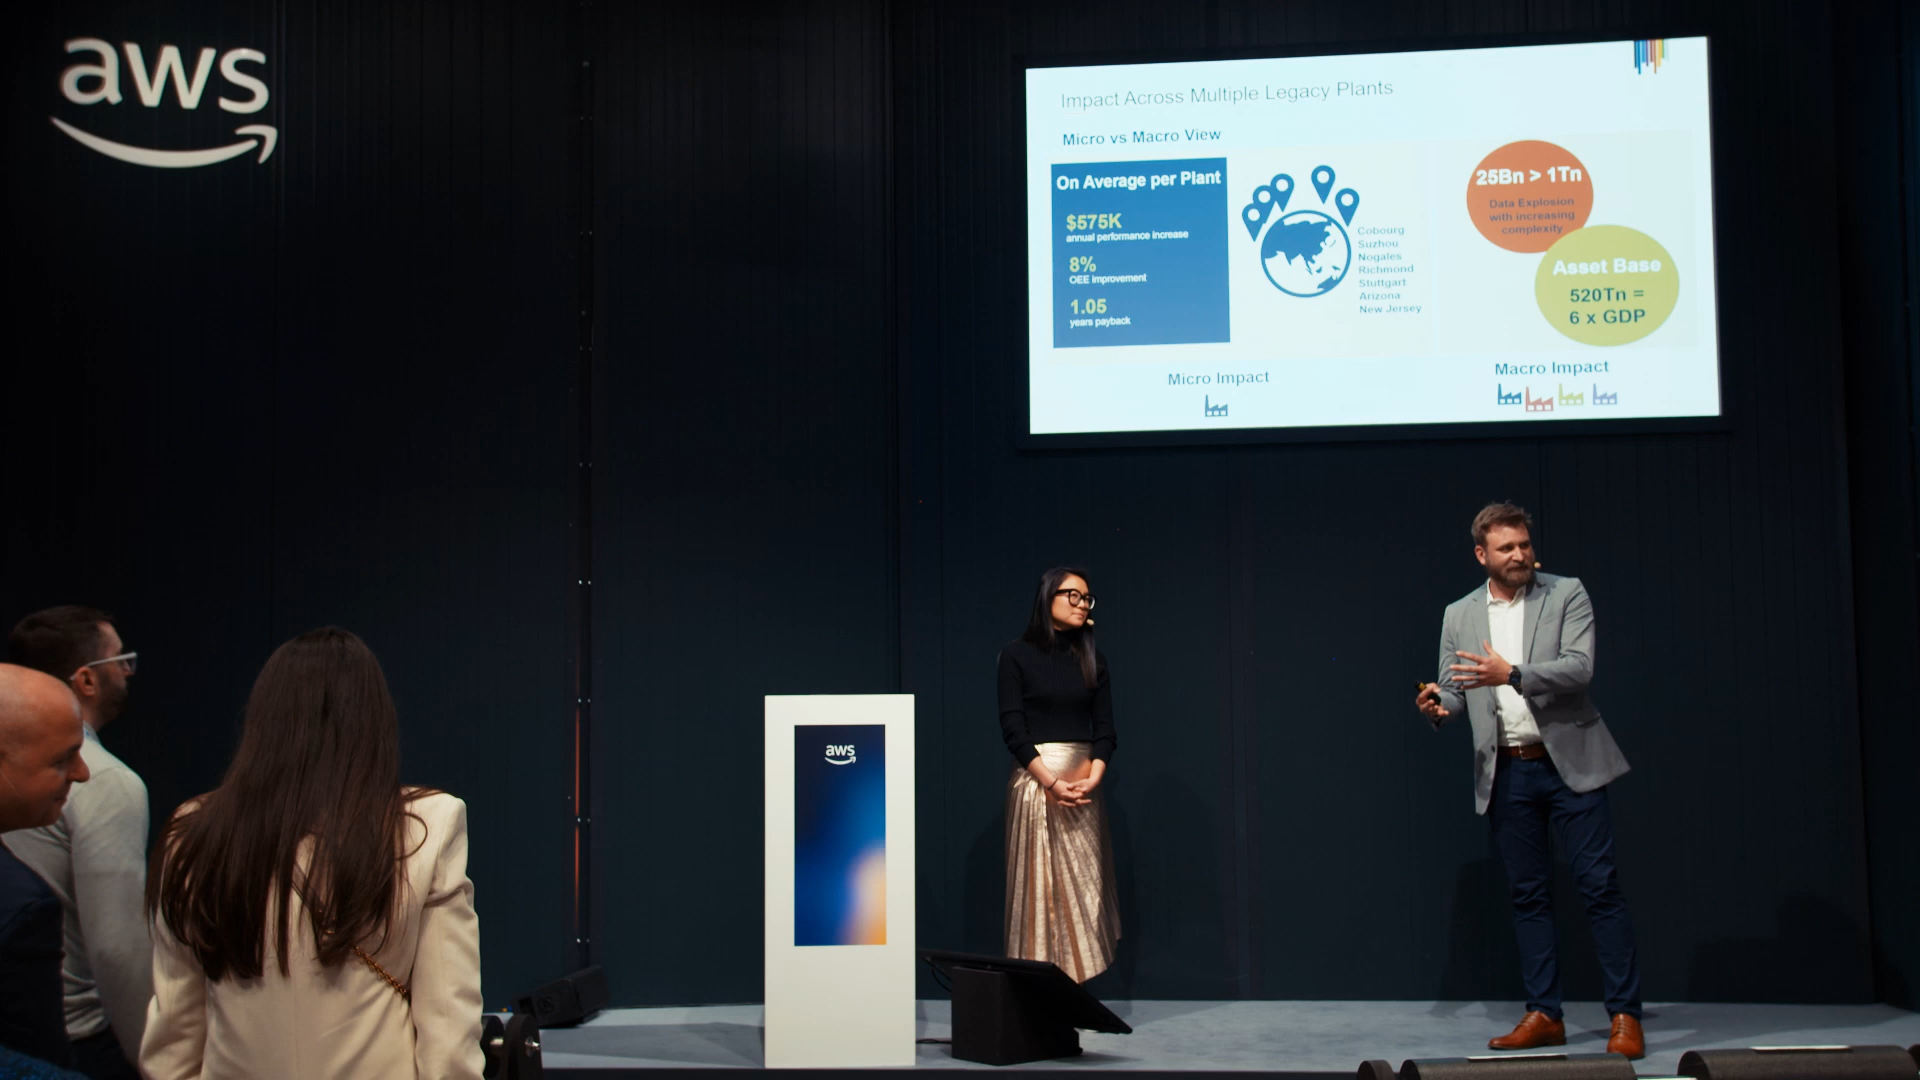 aws
Impact Across Multiple Legacy Plants
Micro vs Macro View
On Average per Plant
$575K
annual performance increase
8%
OEE improvement
1.05
years payback
Cobourg
Suzhou
Nogales
Richmond
Stuttgart
Arizona
New Jersey
Micro Impact
25Bn > 1Tn
Data Explosion
with increasing
complexity
Asset Base
520Tn =
6 x GDP
Macro Impact
aws